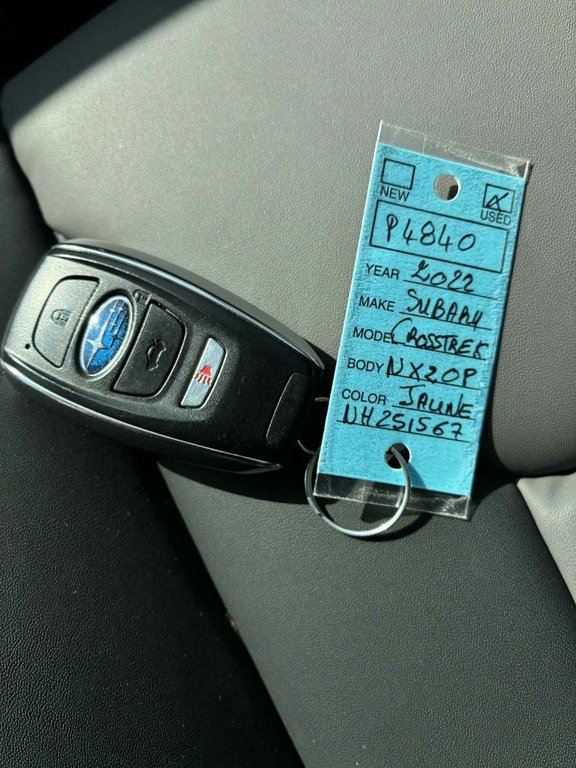 NEW
USED
P4840
YEAR 2022
MAKE SUBARU
MODEL CROSSTREK
BODY NX20P
COLOR JAUNE
NH251567